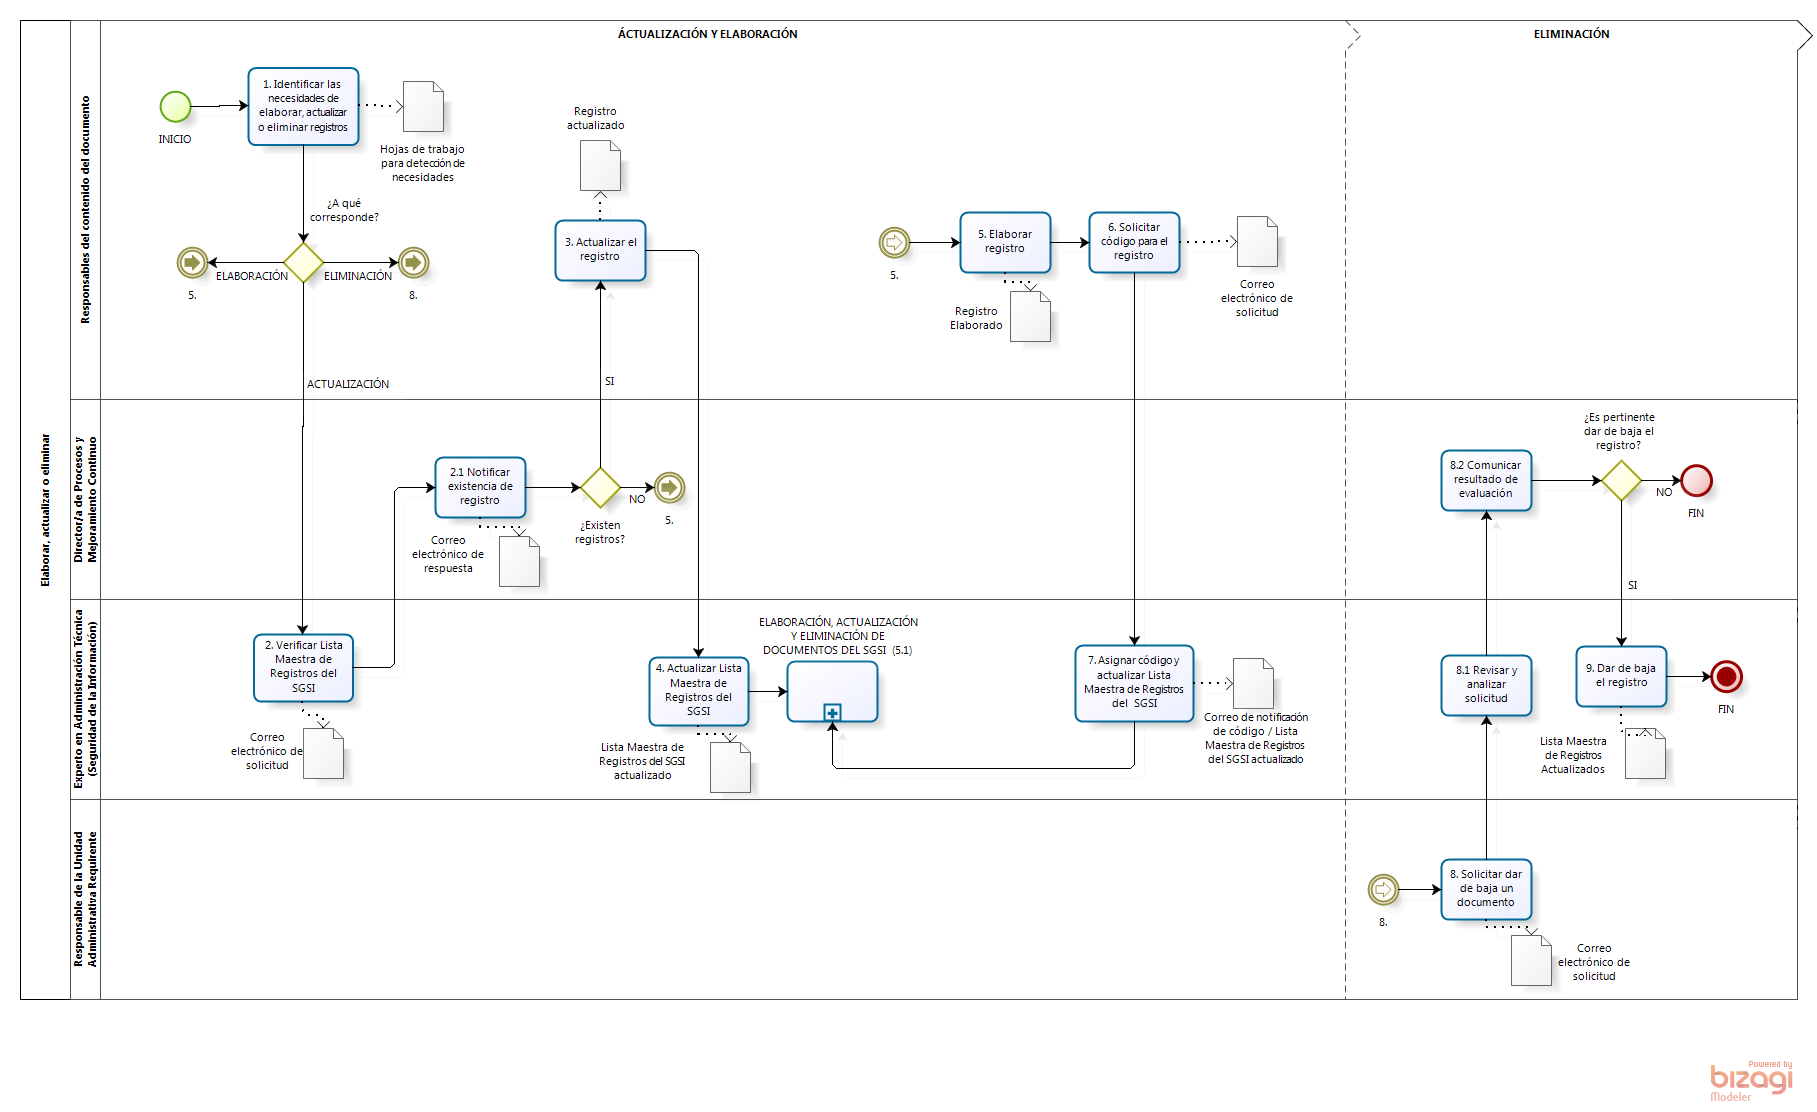 ÁCTUALIZACIÓN Y ELABORACIÓN
ELIMINACIÓN
Elaborar, actualizar o eliminar
Responsables del contenido del documento
INICIO
1. Identificar las
necesidades de
elaborar, actualizar
o eliminar registros
Hojas de trabajo
para detección de
necesidades
¿A qué
corresponde?
ELABORACIÓN
ELIMINACIÓN
5.
8.
ACTUALIZACIÓN
Registro
actualizado
3. Actualizar el
registro
SI
5.
5. Elaborar
registro
Registro
Elaborado
6. Solicitar
código para el
registro
Correo
electrónico de
solicitud
Director/a de Procesos y
Mejoramiento Continuo
2.1 Notificar
existencia de
registro
Correo
electrónico de
respuesta
¿Existen
registros?
NO
5.
¿Es pertinente
dar de baja el
registro?
8.2 Comunicar
resultado de
evaluación
NO
FIN
SI
Experto en Administración Técnica
(Seguridad de la Información)
2. Verificar Lista
Maestra de
Registros del
SGSI
Correo
electrónico de
solicitud
4. Actualizar Lista
Maestra de
Registros del
SGSI
Lista Maestra de
Registros del SGSI
actualizado
ELABORACIÓN, ACTUALIZACIÓN
Y ELIMINACIÓN DE
DOCUMENTOS DEL SGSI (5.1)
7. Asignar código y
actualizar Lista
Maestra de Registros
del SGSI
Correo de notificación
de código / Lista
Maestra de Registros
del SGSI actualizado
8.1 Revisar y
analizar
solicitud
9. Dar de baja
el registro
FIN
Lista Maestra
de Registros
Actualizados
Responsable de la Unidad
Administrativa Requirente
8.
8. Solicitar dar
de baja un
documento
Correo
electrónico de
solicitud
Powered by
bizagi
Modeler